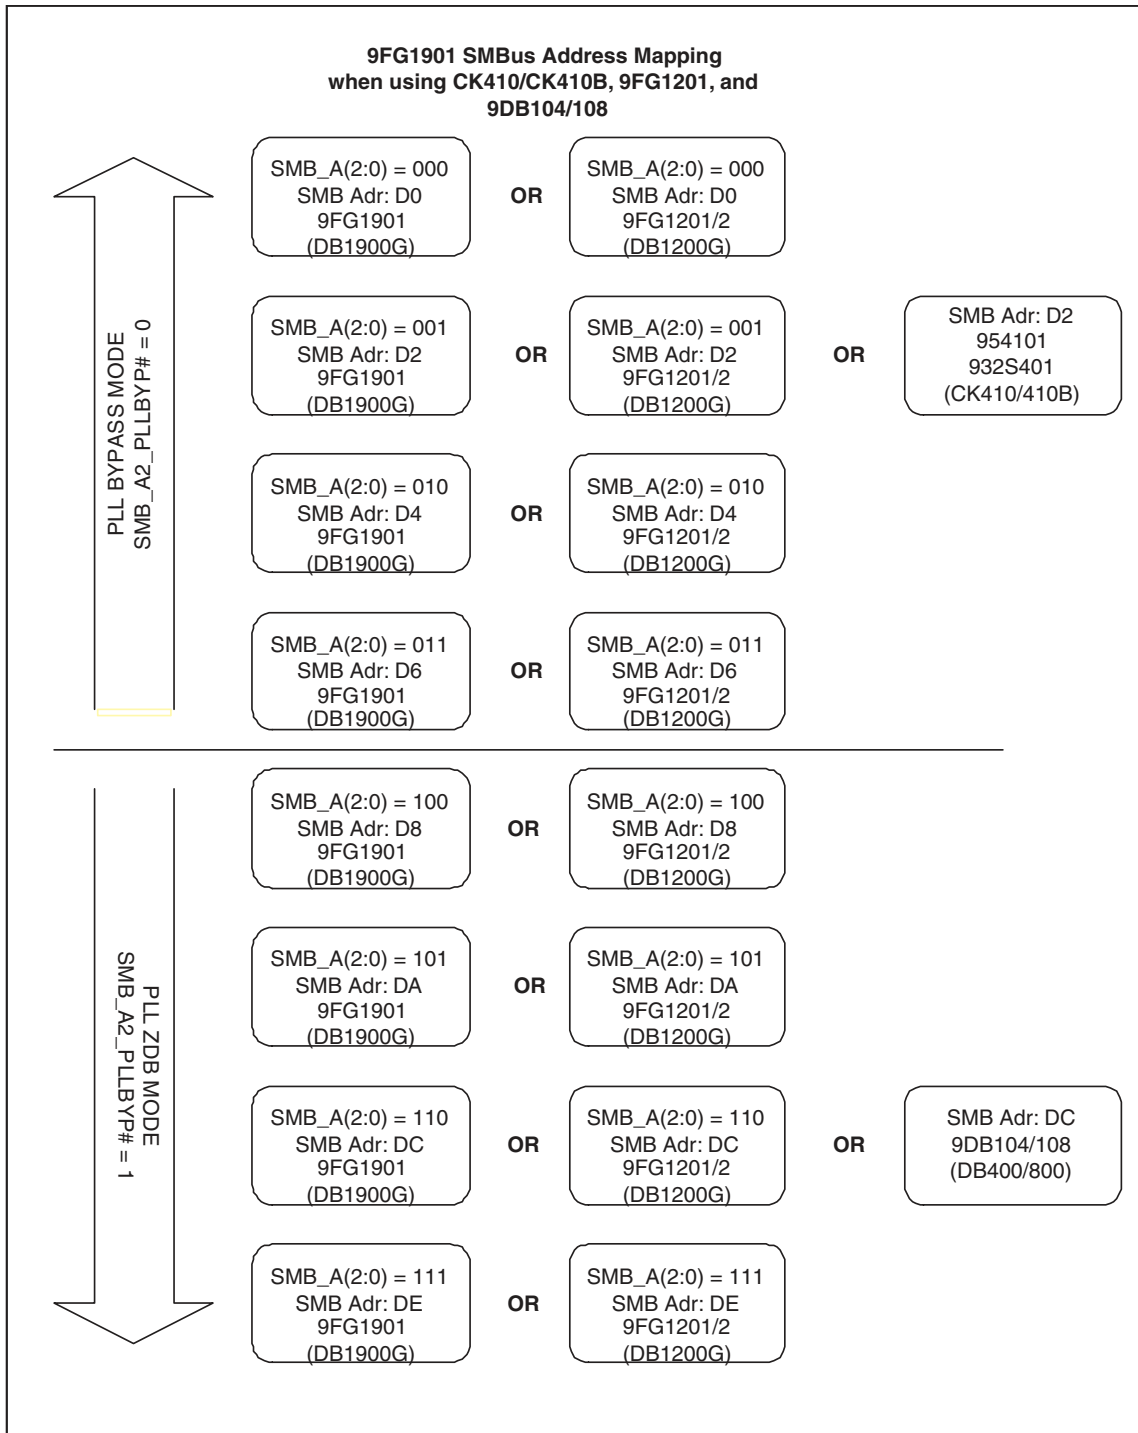 9FG1901 SMBus Address Mapping
when using CK410/CK410B, 9FG1201, and
9DB104/108
PLL BYPASS MODE
SMB_A2_PLLBYP# = 0
SMB_A(2:0) = 000
SMB Adr: D0
9FG1901
(DB1900G)
OR
SMB_A(2:0) = 000
SMB Adr: D0
9FG1201/2
(DB1200G)
SMB_A(2:0) = 001
SMB Adr: D2
9FG1901
(DB1900G)
OR
SMB_A(2:0) = 001
SMB Adr: D2
9FG1201/2
(DB1200G)
OR
SMB Adr: D2
954101
932S401
(CK410/410B)
SMB_A(2:0) = 010
SMB Adr: D4
9FG1901
(DB1900G)
OR
SMB_A(2:0) = 010
SMB Adr: D4
9FG1201/2
(DB1200G)
SMB_A(2:0) = 011
SMB Adr: D6
9FG1901
(DB1900G)
OR
SMB_A(2:0) = 011
SMB Adr: D6
9FG1201/2
(DB1200G)
PLL ZDB MODE
SMB_A2_PLLBYP# = 1
SMB_A(2:0) = 100
SMB Adr: D8
9FG1901
(DB1900G)
OR
SMB_A(2:0) = 100
SMB Adr: D8
9FG1201/2
(DB1200G)
SMB_A(2:0) = 101
SMB Adr: DA
9FG1901
(DB1900G)
OR
SMB_A(2:0) = 101
SMB Adr: DA
9FG1201/2
(DB1200G)
SMB_A(2:0) = 110
SMB Adr: DC
9FG1901
(DB1900G)
OR
SMB_A(2:0) = 110
SMB Adr: DC
9FG1201/2
(DB1200G)
OR
SMB Adr: DC
9DB104/108
(DB400/800)
SMB_A(2:0) = 111
SMB Adr: DE
9FG1901
(DB1900G)
OR
SMB_A(2:0) = 111
SMB Adr: DE
9FG1201/2
(DB1200G)